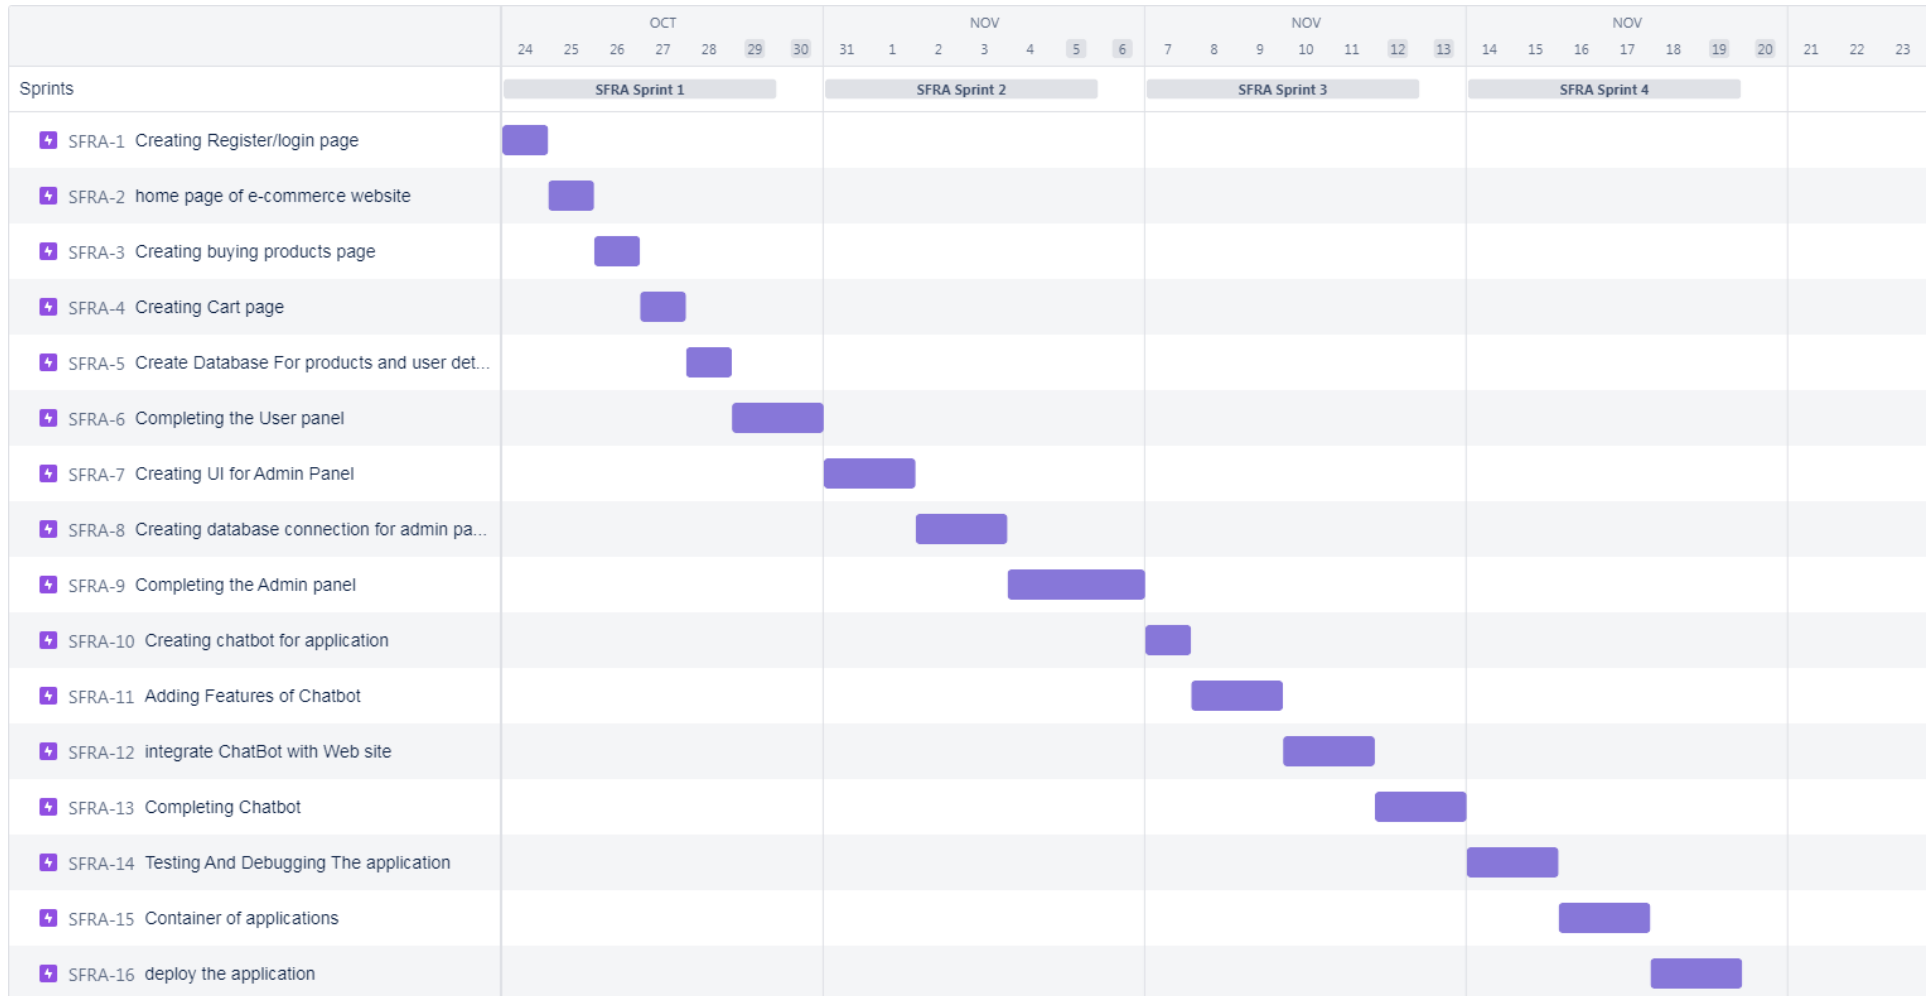 OCT NOV NOV NOV
24 25 26 27 28 29 30 31 1 2 3 4 5 6 7 8 9 10 11 12 13 14 15 16 17 18 19 20 21 22 23
Sprints SFRA Sprint 1 SFRA Sprint 2 SFRA Sprint 3 SFRA Sprint 4
SFRA-1 Creating Register/login page
SFRA-2 home page of e-commerce website
SFRA-3 Creating buying products page
SFRA-4 Creating Cart page
SFRA-5 Create Database For products and user det...
SFRA-6 Completing the User panel
SFRA-7 Creating UI for Admin Panel
SFRA-8 Creating database connection for admin pa...
SFRA-9 Completing the Admin panel
SFRA-10 Creating chatbot for application
SFRA-11 Adding Features of Chatbot
SFRA-12 integrate ChatBot with Web site
SFRA-13 Completing Chatbot
SFRA-14 Testing And Debugging The application
SFRA-15 Container of applications
SFRA-16 deploy the application